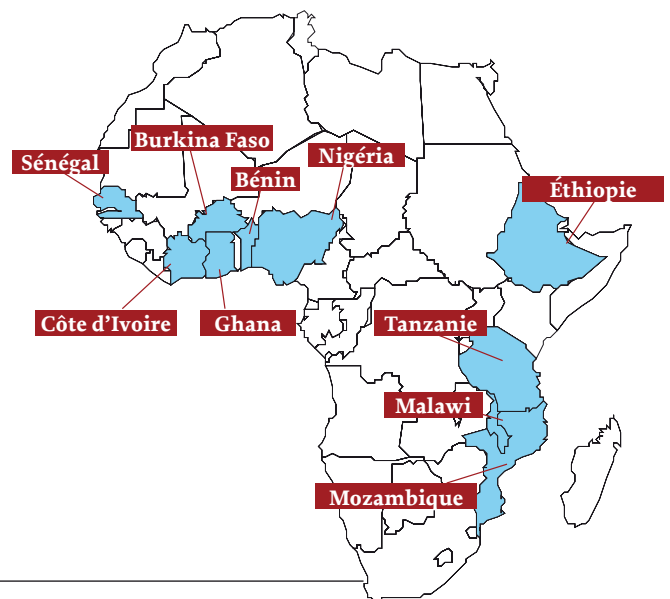 Burkina Faso
Sénégal
Nigéria
Bénin
Éthiopie
Côte d'Ivoire
Ghana
Tanzanie
Malawi
Mozambique